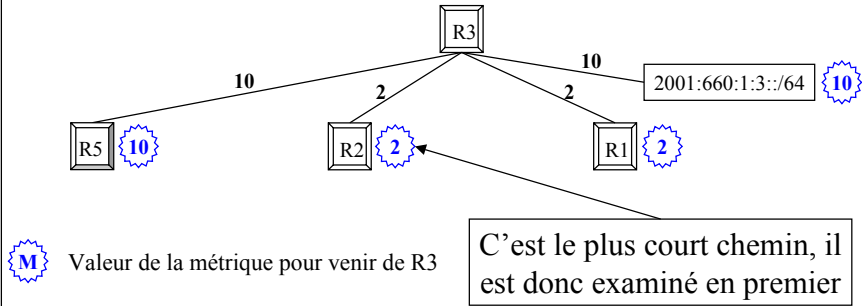 R3
10
10
2
2
2001:660:1:3::/64
10
R5
10
R2
2
R1
2
M
Valeur de la métrique pour venir de R3
C'est le plus court chemin, il
est donc examiné en premier